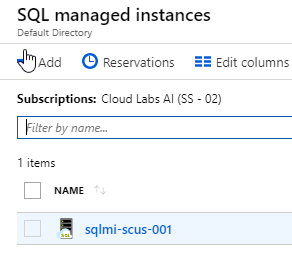 SQL managed instances
Default Directory
Add Reservations Edit columns
Subscriptions: Cloud Labs AI (SS - 02)
Filter by name...
1 items
NAME
sqlmi-scus-001